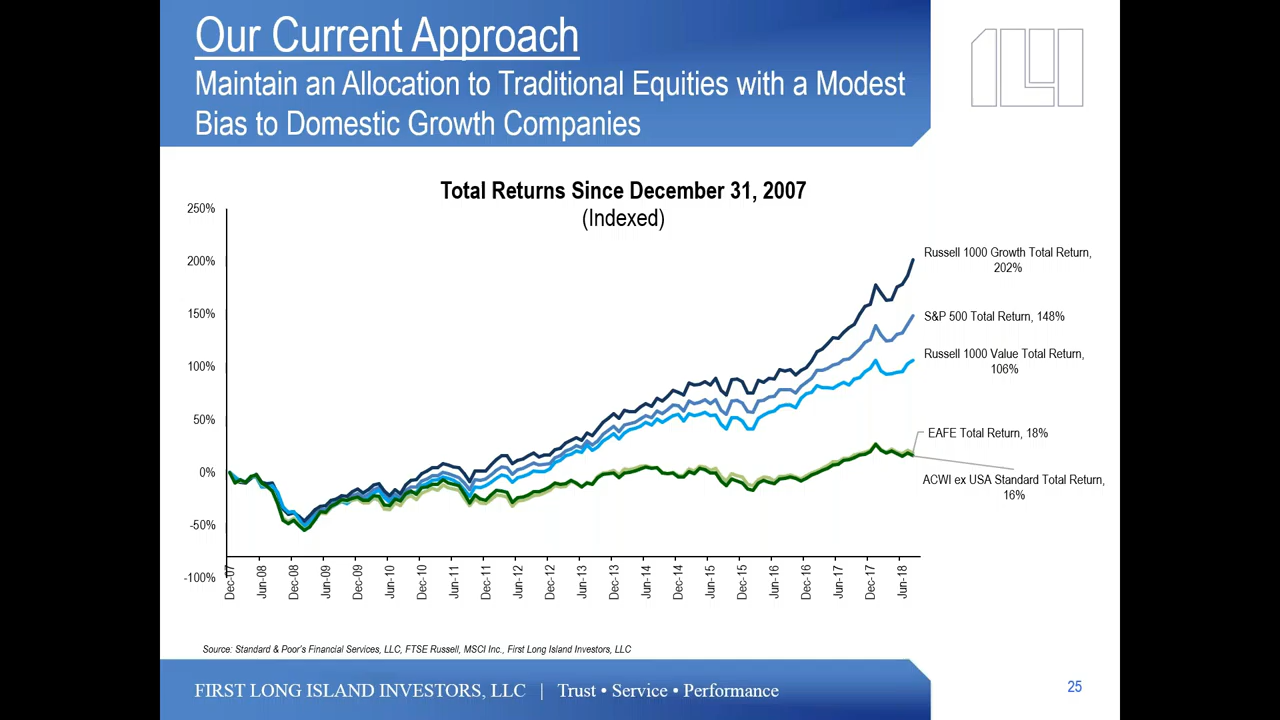 Our Current Approach
Maintain an Allocation to Traditional Equities with a Modest
Bias to Domestic Growth Companies
Total Returns Since December 31, 2007
(Indexed)
250%
200%
150%
100%
50%
0%
-50%
-100%
Russell 1000 Growth Total Return,
202%
S&P 500 Total Return, 148%
Russell 1000 Value Total Return,
106%
EAFE Total Return, 18%
ACWI ex USA Standard Total Return,
16%
Dec-07
Jun-08
Dec-08
Jun-09
Dec-09
Jun-10
Dec-10
Jun-11
Dec-11
Jun-12
Dec-12
Jun-13
Dec-13
Jun-14
Dec-14
Jun-15
Dec-15
Jun-16
Dec-16
Jun-17
Dec-17
Jun-18
Source: Standard & Poor's Financial Services, LLC, FTSE Russell, MSCI Inc., First Long Island Investors, LLC
FIRST LONG ISLAND INVESTORS, LLC | Trust • Service • Performance
25